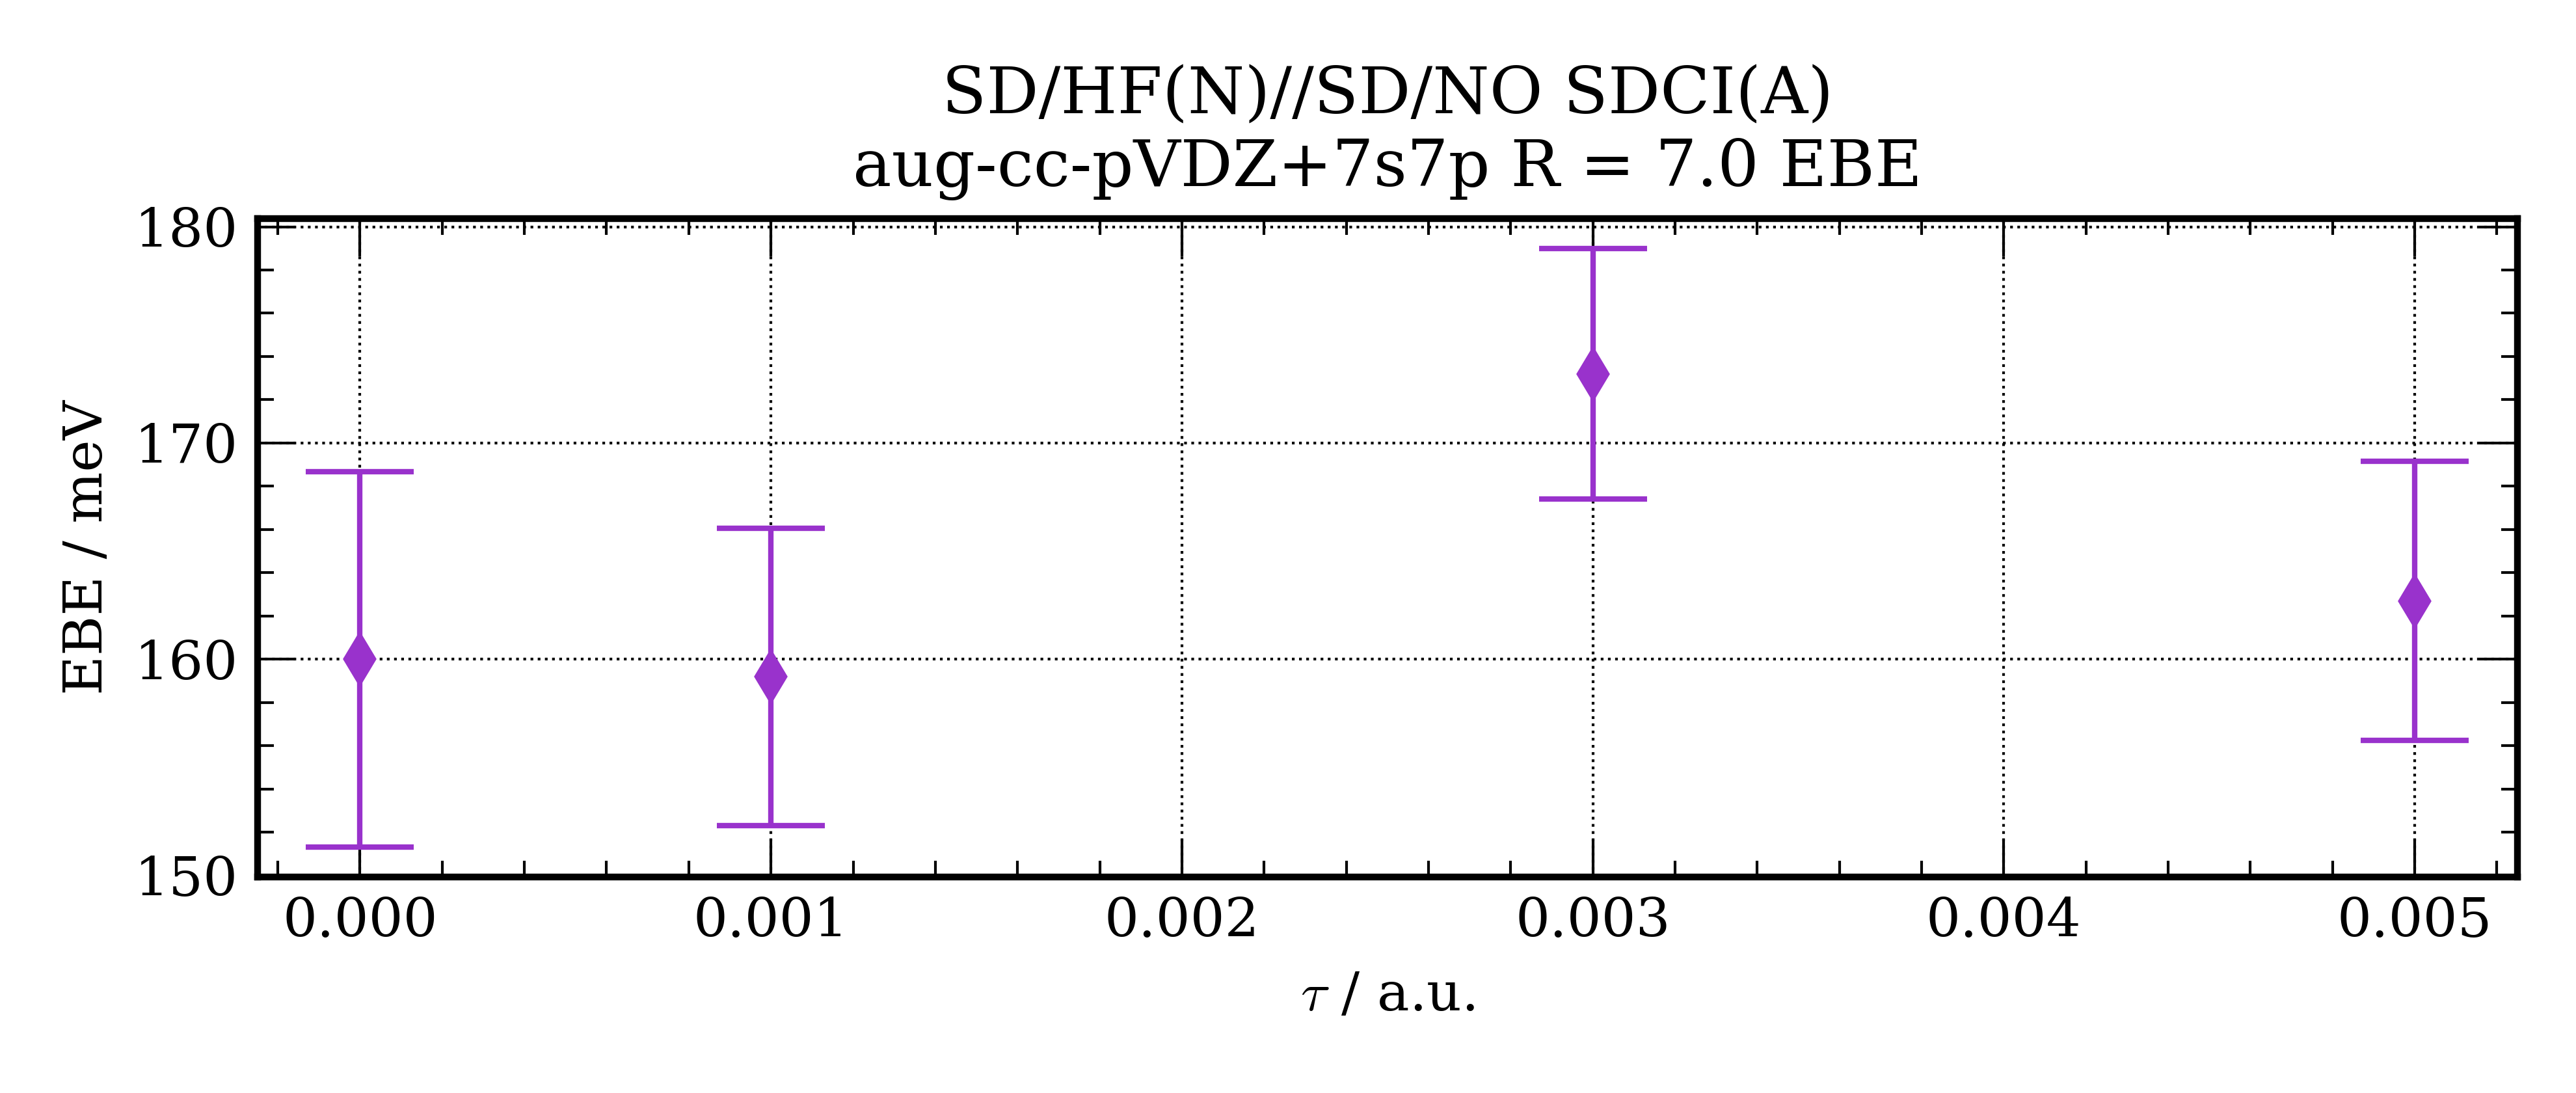 SD/HF(N)//SD/NO SDCI(A)
aug-cc-pVDZ+7s7p R = 7.0 EBE
180
170
160
150
EBE / meV
0.000 0.001 0.002 0.003 0.004 0.005
τ / a.u.